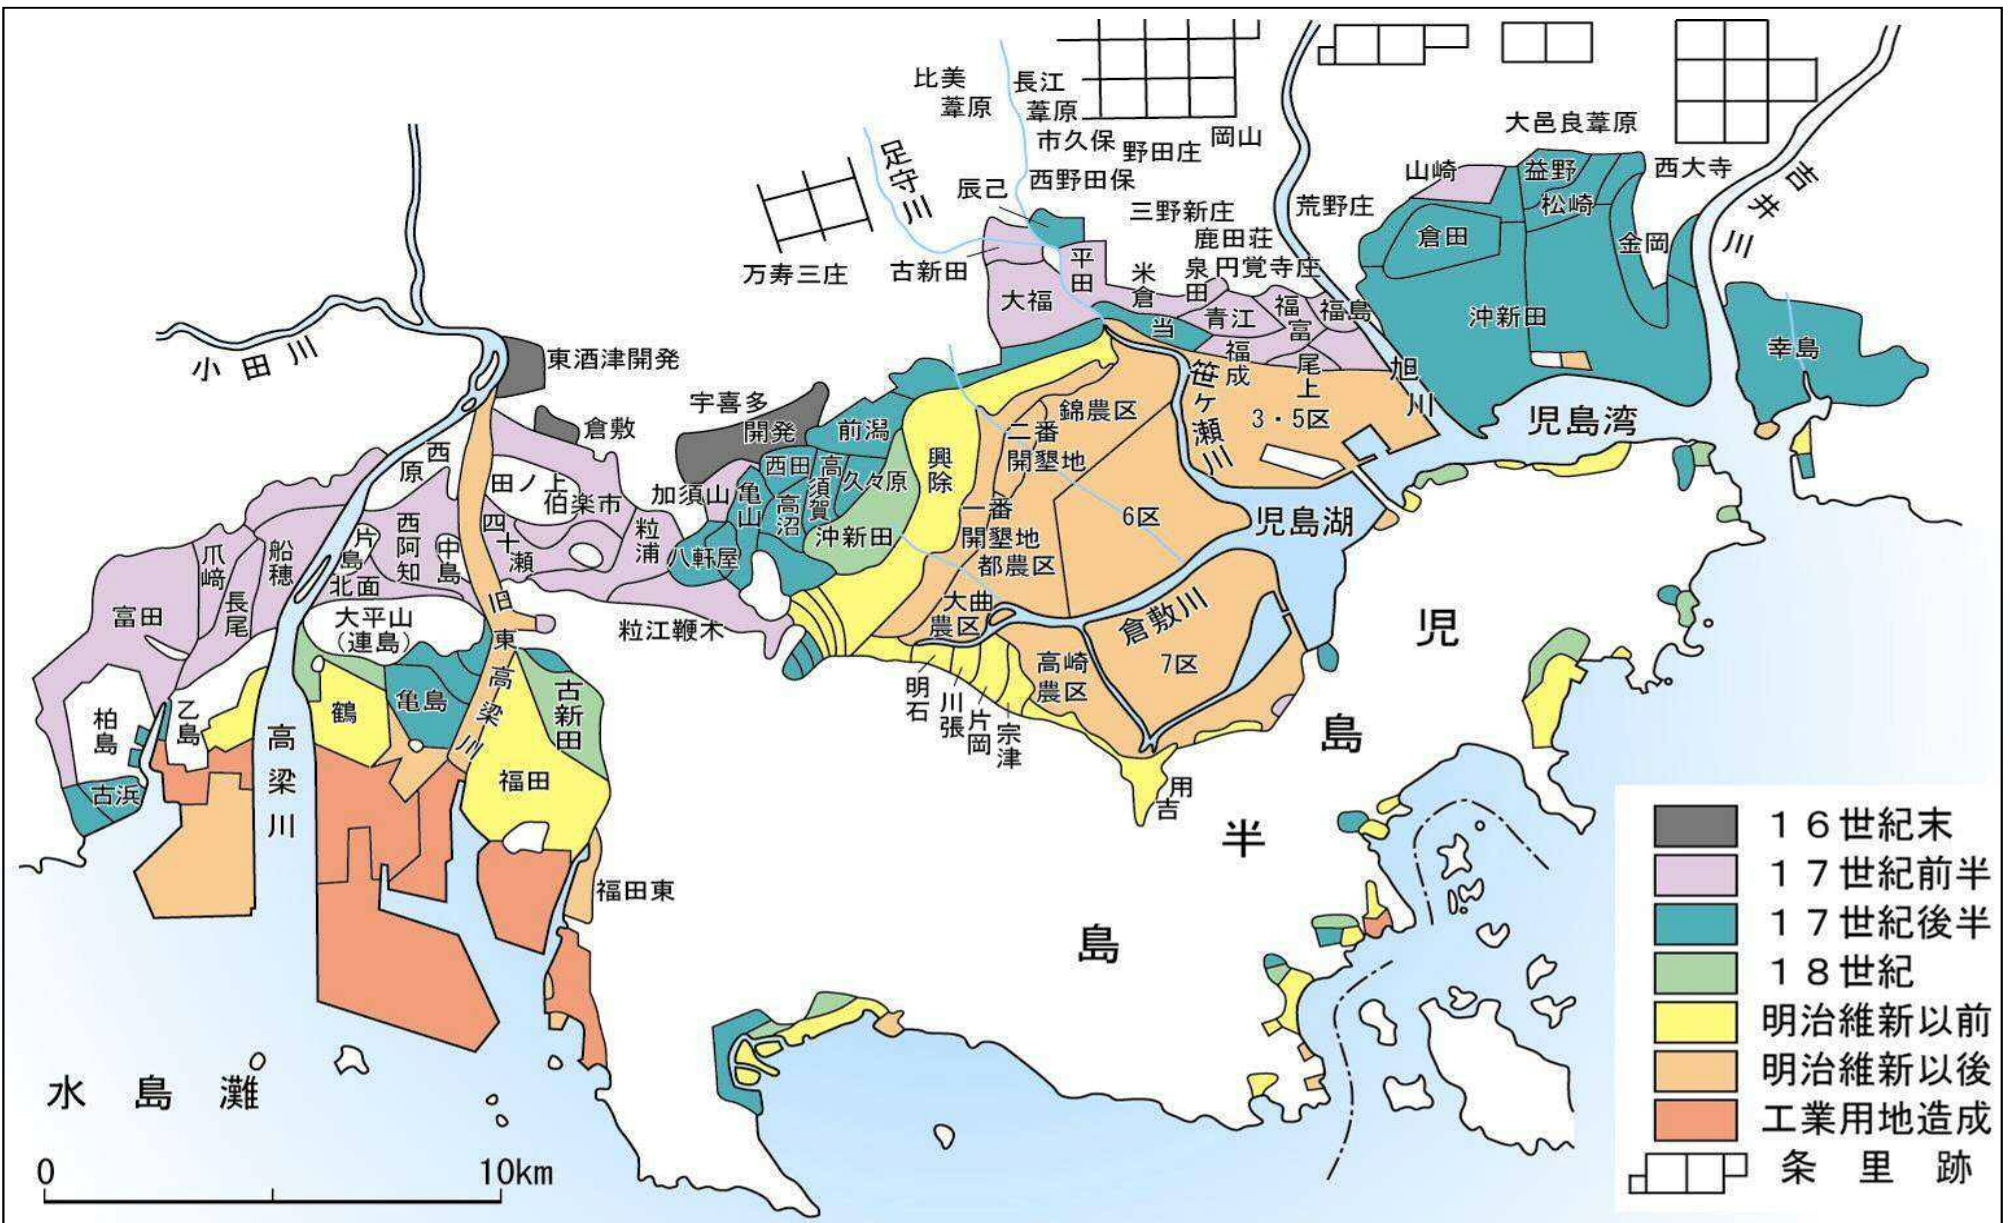 比美
葦原
長江
葦原
市久保
野田庄
岡山
西野田保
辰己
足守川
万寿三庄
古新田
大福
平田
米倉
三野新庄
鹿田荘
泉田
円覚寺庄
荒野庄
当
青江
福富
福島
福成
尾上
旭川
笹ヶ瀬川
大邑良葦原
山崎
益野
松崎
西大寺
倉田
金岡
沖新田
吉井川
幸島
児島湾
3・5区
小田川
東酒津開発
倉敷
宇喜多
開発
前潟
西田
高須賀
久々原
興除
加須山
亀山
高沼
沖新田
八軒屋
錦農区
二番
開墾地
一番
開墾地
都農区
6区
児島湖
大曲
農区
倉敷川
7区
高崎
農区
明石
川張
片岡
宗津
用吉
西原
田ノ上
伯楽市
四十瀬
粒浦
粒江鞭木
西阿知
中島
片島
北面
船穂
爪崎
長尾
富田
大平山
(連島)
旧東高梁川
柏島
乙島
古浜
高梁川
鶴
亀島
古新田
福田
福田東
児島半島
水島灘
0
10km
16世紀末
17世紀前半
17世紀後半
18世紀
明治維新以前
明治維新以後
工業用地造成
条里跡